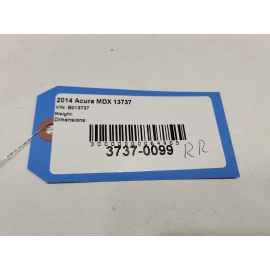 2014 Acura MDX 13737
VIN: B013737
Weight:
Dimensions:
3737-0099 RR